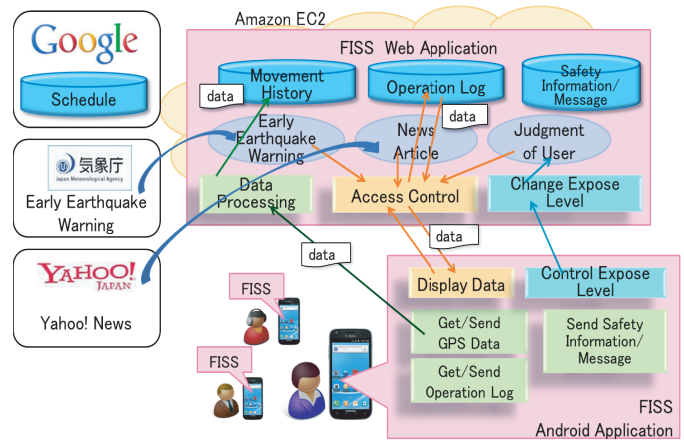 Google
Schedule
気象庁
Japan Meteorological Agency
Early Earthquake
Warning
YAHOO!
JAPAN
Yahoo! News
Amazon EC2
FISS Web Application
Movement
History
Operation Log
Safety
Information/
Message
data
data
Early
Earthquake
Warning
News
Article
Judgment
of User
Data
Processing
Access Control
Change Expose
Level
data
data
Display Data
Control Expose
Level
Get/Send
GPS Data
Send Safety
Information/
Message
Get/Send
Operation Log
FISS
FISS
FISS
Android Application